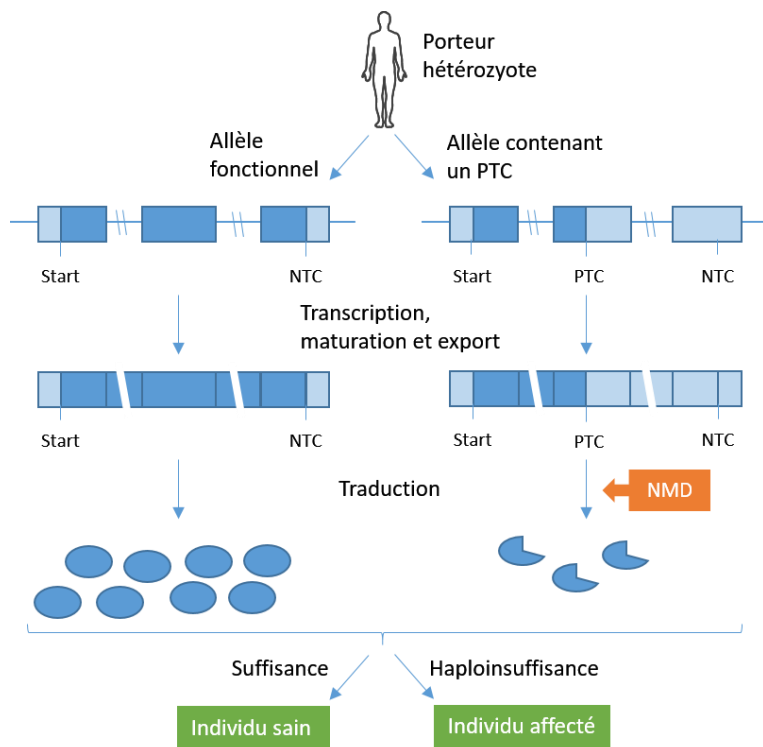 Porteur
hétérozyote
Allèle
fonctionnel
Allèle contenant
un PTC
Start
NTC
Start
PTC
NTC
Transcription,
maturation et export
Start
NTC
Start
PTC
NTC
Traduction
NMD
Suffisance
Haploinsuffisance
Individu sain
Individu affecté